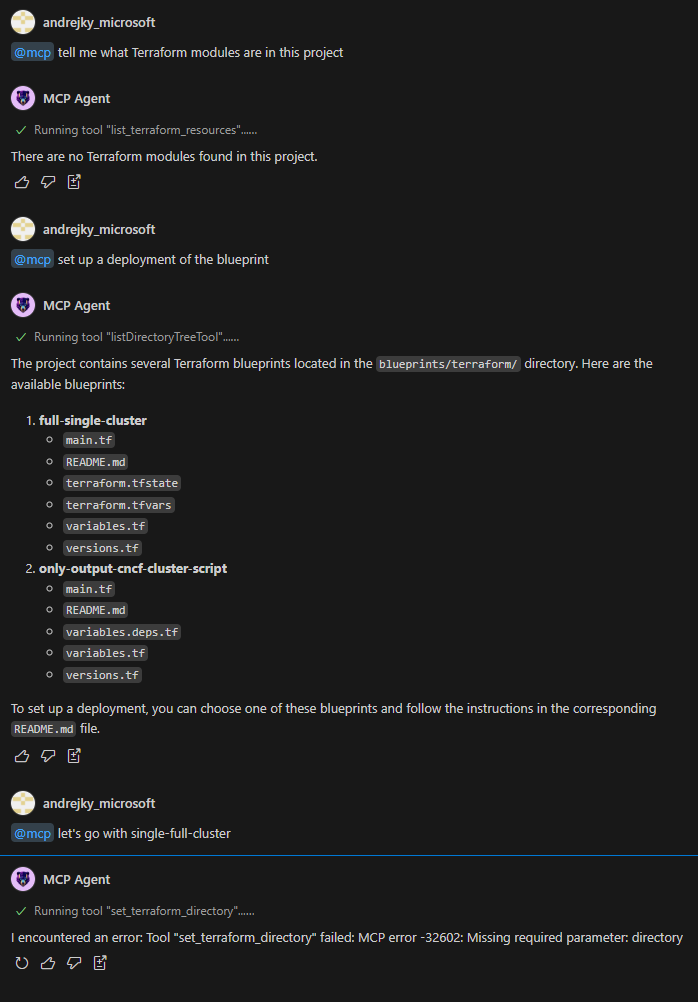 andrejky_microsoft
@mcp tell me what Terraform modules are in this project
MCP Agent
Running tool "list_terraform_resources"......
There are no Terraform modules found in this project.
andrejky_microsoft
@mcp set up a deployment of the blueprint
MCP Agent
Running tool "listDirectoryTreeTool"......
The project contains several Terraform blueprints located in the blueprints/terraform/ directory. Here are the
available blueprints:
1. full-single-cluster
main.tf
README.md
terraform.tfstate
terraform.tfvars
variables.tf
versions.tf
2. only-output-cncf-cluster-script
main.tf
README.md
variables.deps.tf
variables.tf
versions.tf
To set up a deployment, you can choose one of these blueprints and follow the instructions in the corresponding
README.md file.
andrejky_microsoft
@mcp let's go with single-full-cluster
MCP Agent
Running tool "set_terraform_directory"......
I encountered an error: Tool "set_terraform_directory" failed: MCP error -32602: Missing required parameter: directory